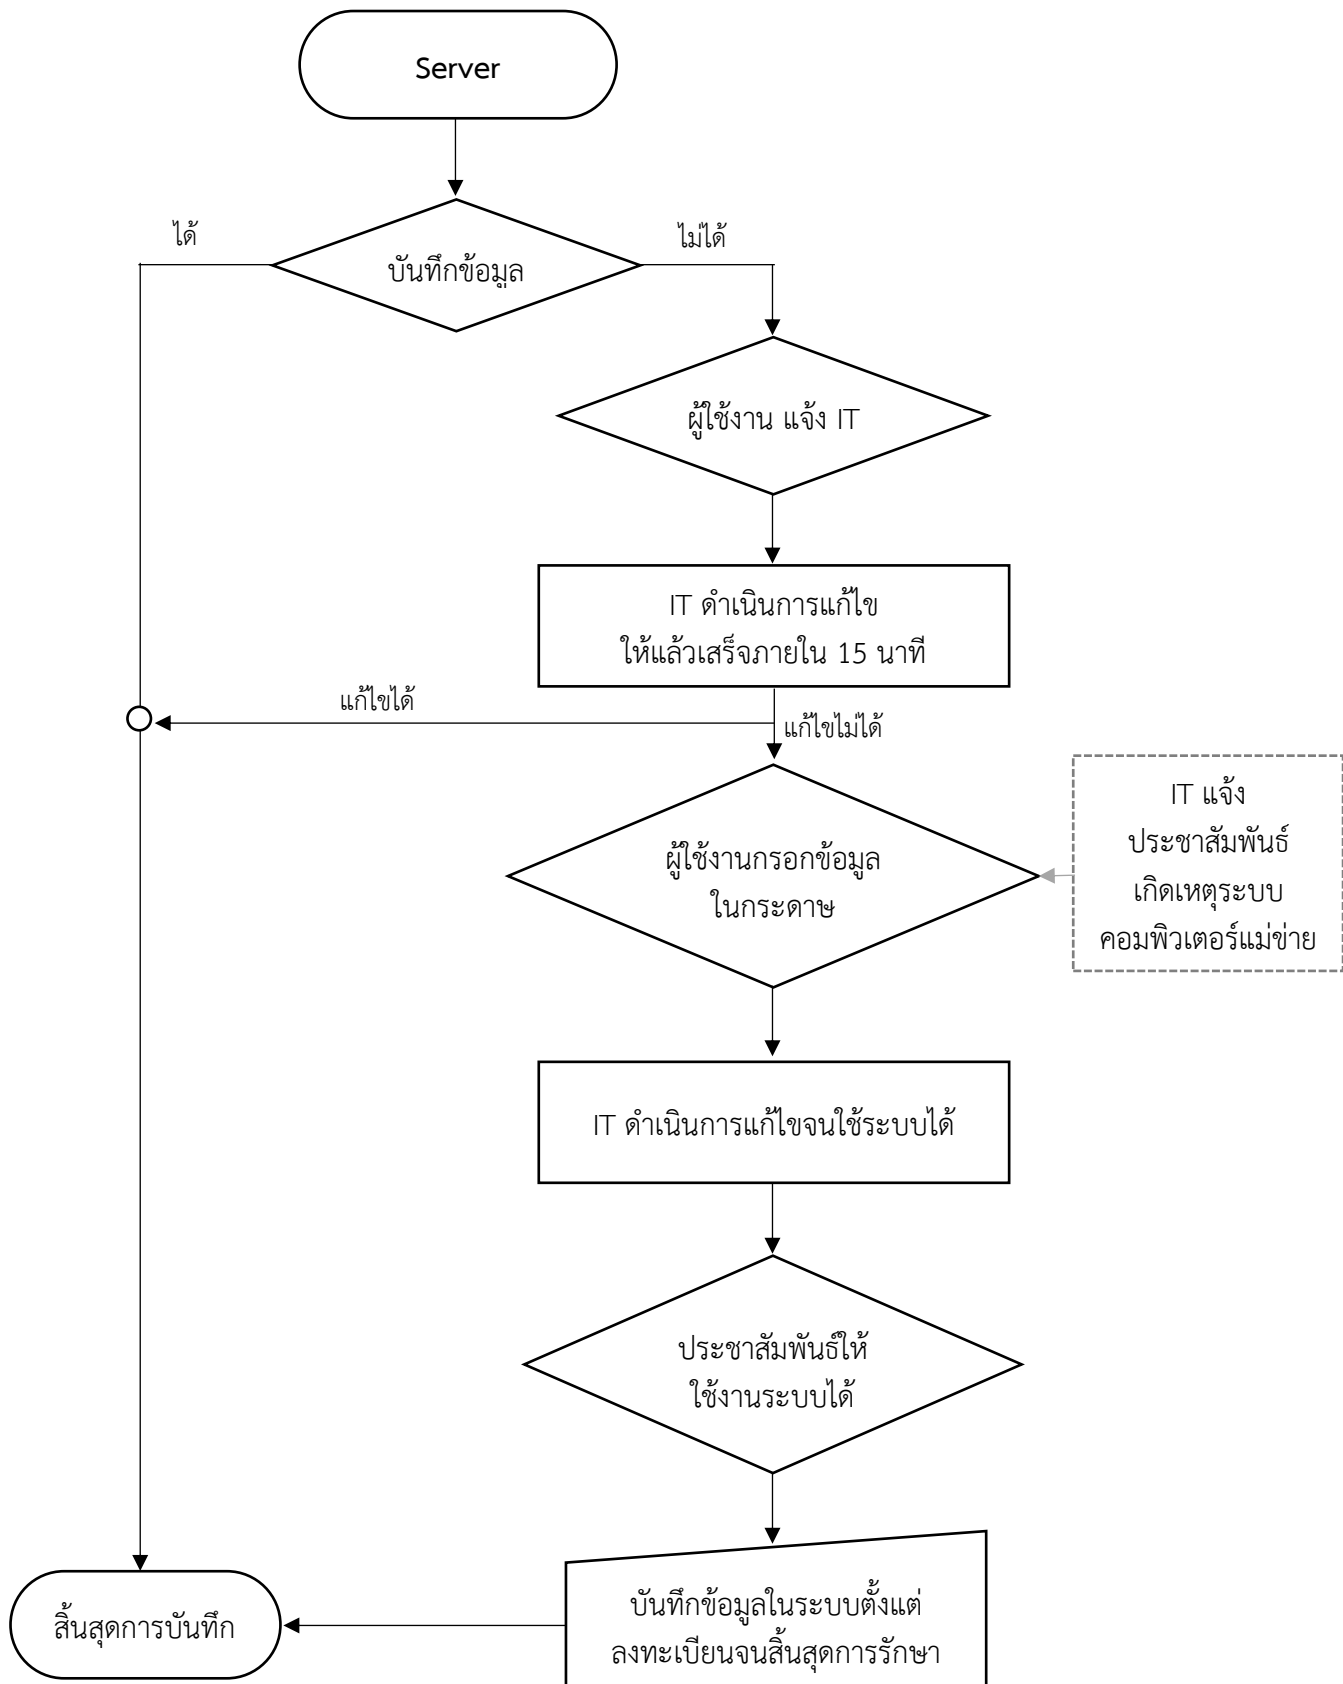 Server
ได้
ไม่ได้
บันทึกข้อมูล
ผู้ใช้งาน แจ้ง IT
IT ดำเนินการแก้ไข
ให้แล้วเสร็จภายใน 15 นาที
แก้ไขได้
แก้ไขไม่ได้
IT แจ้ง
ประชาสัมพันธ์
เกิดเหตุระบบ
คอมพิวเตอร์แม่ข่าย
ผู้ใช้งานกรอกข้อมูล
ในกระดาษ
IT ดำเนินการแก้ไขจนใช้ระบบได้
ประชาสัมพันธ์ให้
ใช้งานระบบได้
บันทึกข้อมูลในระบบตั้งแต่
ลงทะเบียนจนสิ้นสุดการรักษา
สิ้นสุดการบันทึก